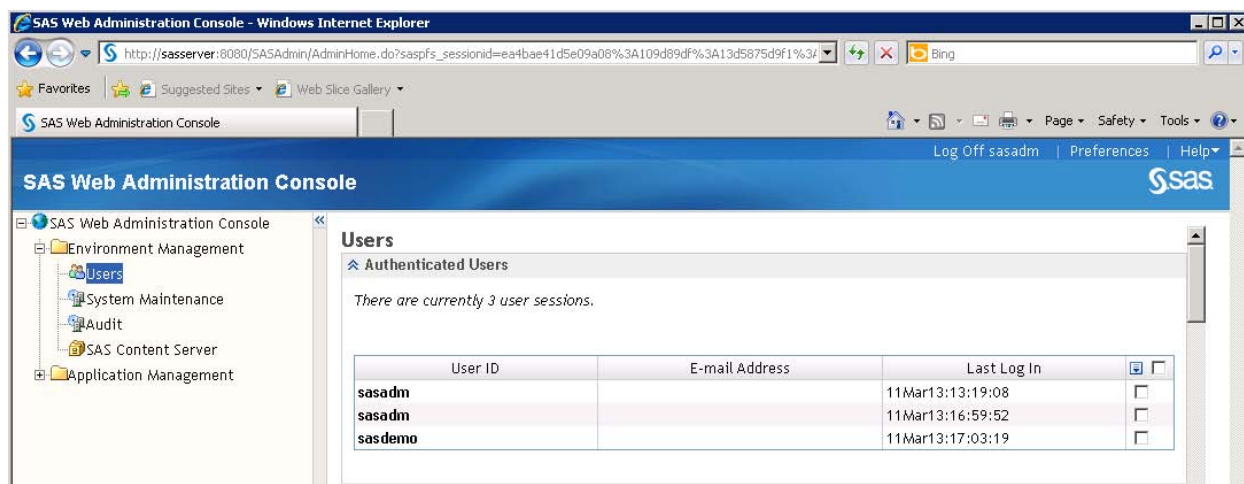 SAS Web Administration Console - Windows Internet Explorer
http://sasserver:8080/SASAdmin/AdminHome.do?saspfs_sessionid=ea4bae41d5e09a08%3A109d89df%3A13d5875d9f1%3A
Bing
Favorites Suggested Sites Web Slice Gallery
SAS Web Administration Console Page Safety Tools
Log Off sasadm | Preferences | Help
SAS Web Administration Console sas
SAS Web Administration Console
Environment Management
Users
System Maintenance
Audit
SAS Content Server
Application Management
Users
Authenticated Users
There are currently 3 user sessions.
User ID E-mail Address Last Log In
sasadm 11Mar13:13:19:08
sasadm 11Mar13:16:59:52
sasdemo 11Mar13:17:03:19